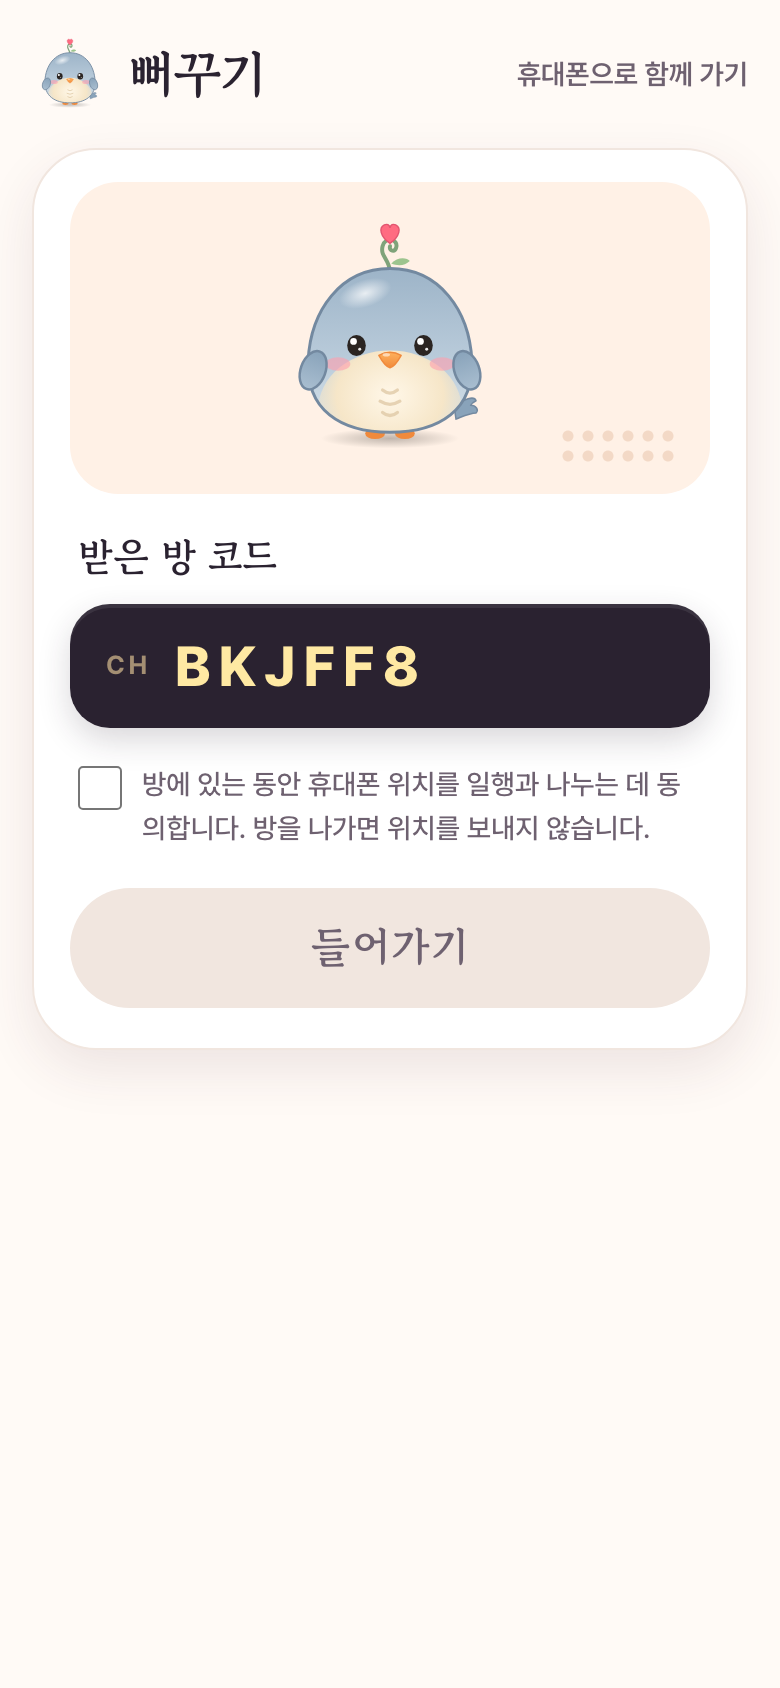 뻐꾸기
휴대폰으로 함께 가기
받은 방 코드
CH BKJFF8
방에 있는 동안 휴대폰 위치를 일행과 나누는 데 동
의합니다. 방을 나가면 위치를 보내지 않습니다.
들어가기